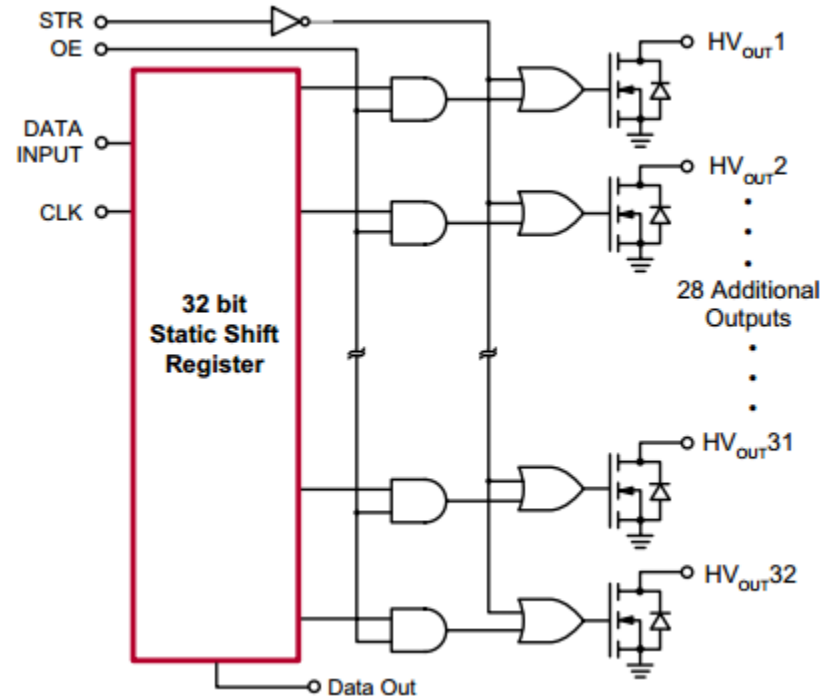 STR
OE
DATA
INPUT
CLK
32 bit
Static Shift
Register
HVOUT1
HVOUT2
28 Additional
Outputs
HVOUT31
HVOUT32
Data Out